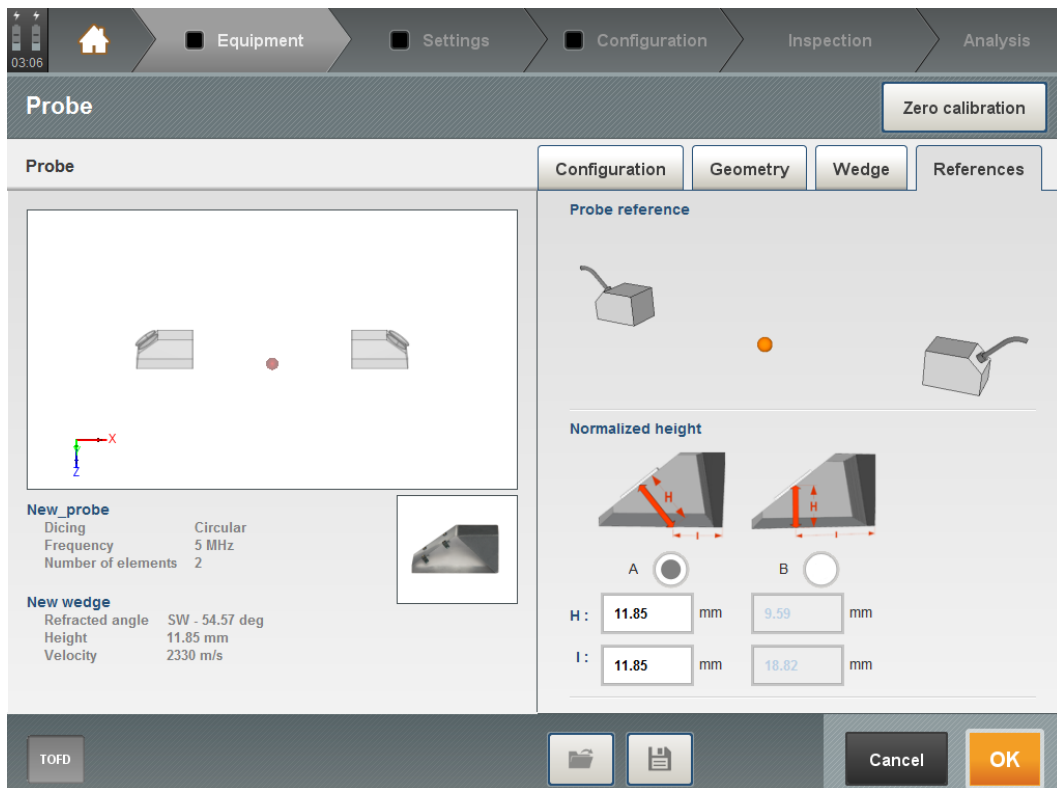 03:06
Equipment
Settings
Configuration
Inspection
Analysis
Probe
Zero calibration
Probe
Configuration
Geometry
Wedge
References
X
Z
New_probe
Dicing Circular
Frequency 5 MHz
Number of elements 2
New wedge
Refracted angle SW - 54.57 deg
Height 11.85 mm
Velocity 2330 m/s
Probe reference
Normalized height
H
I
H
I
A
B
H : 11.85 mm 9.59 mm
I : 11.85 mm 18.82 mm
TOFD
Cancel
OK